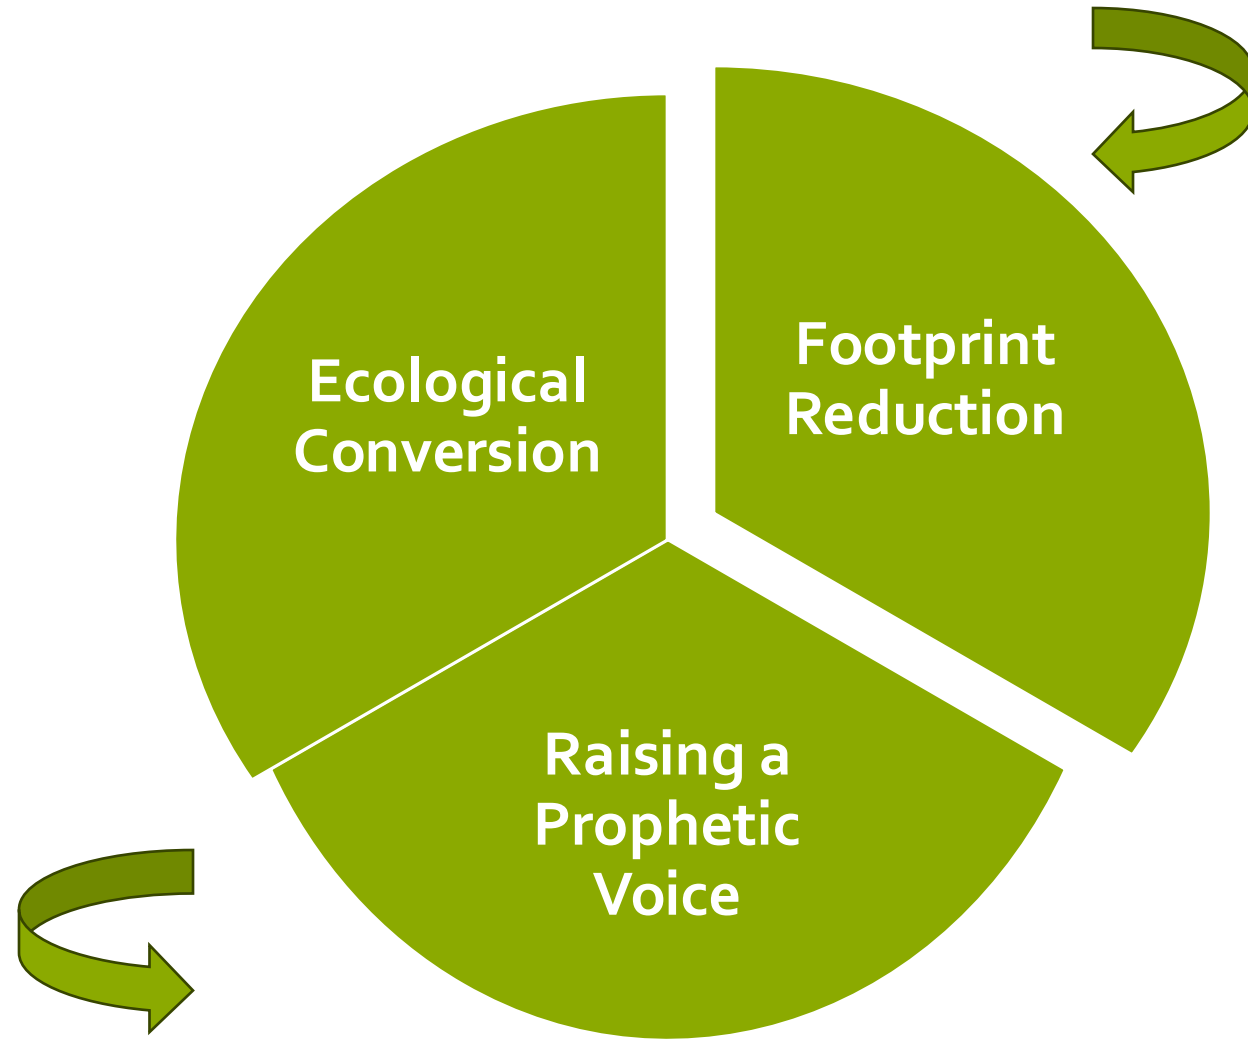 Ecological
Conversion
Footprint
Reduction
Raising a
Prophetic
Voice